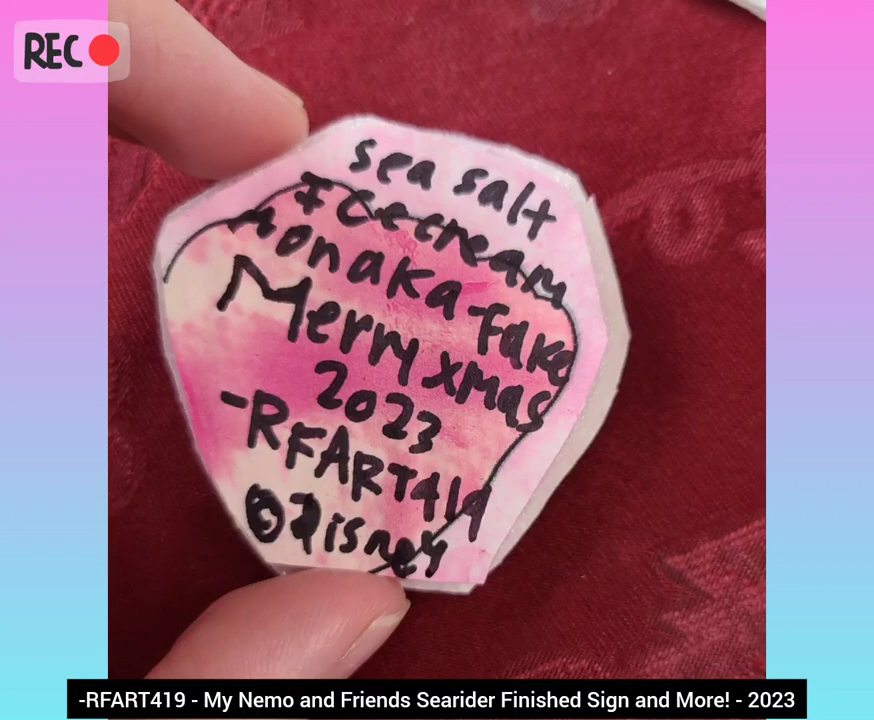 REC
sea salt
Icecream
monaka-fake
Merry xmas
2023
-RFART419
©Disney
-RFART419 - My Nemo and Friends Searider Finished Sign and More! - 2023